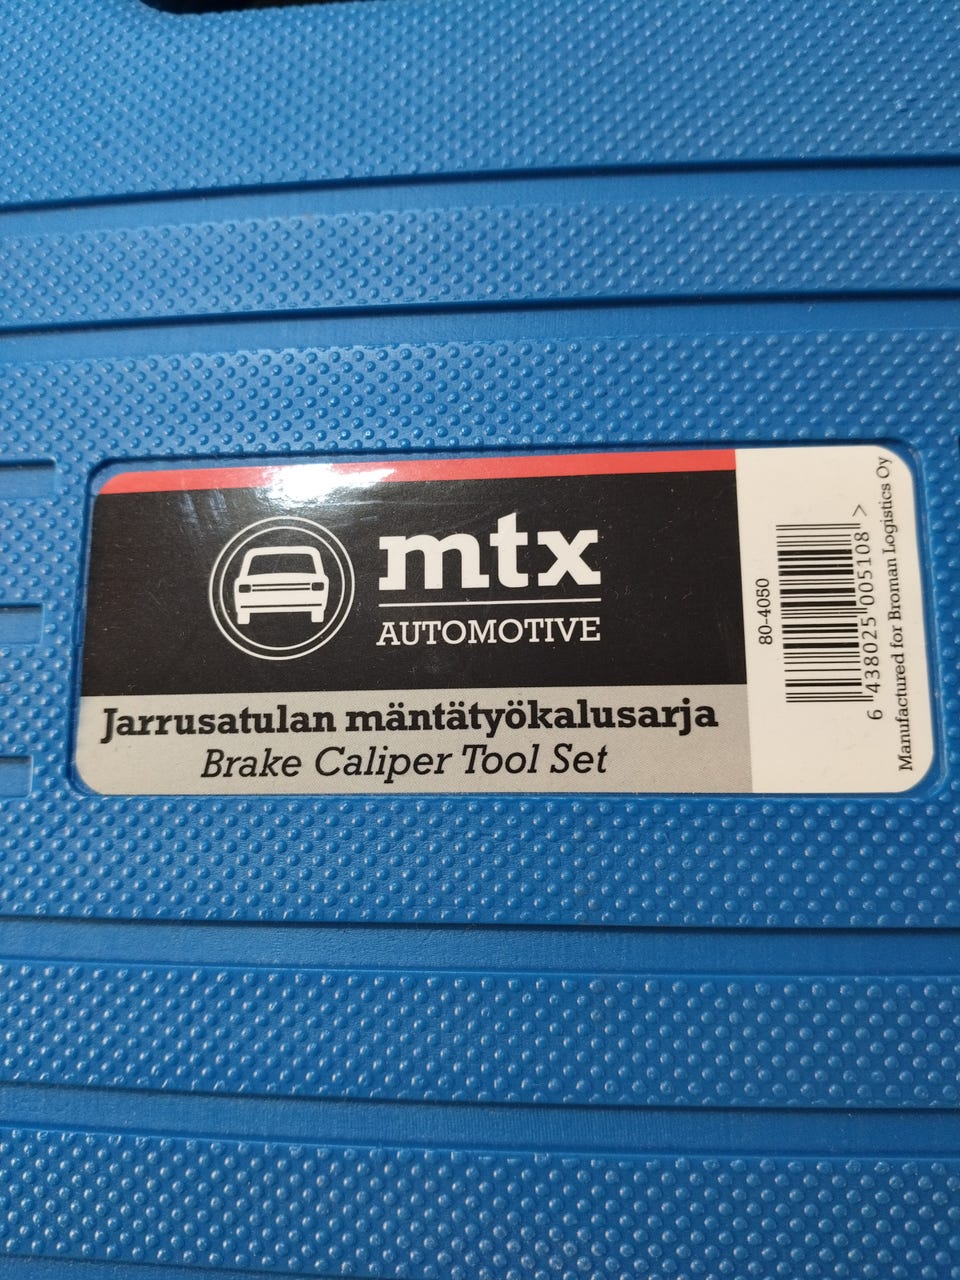 mtx
AUTOMOTIVE
Jarrusatulan mäntätyökalusarja
Brake Caliper Tool Set
80-4050
6 438025 005108 >
Manufactured for Broman Logistics Oy